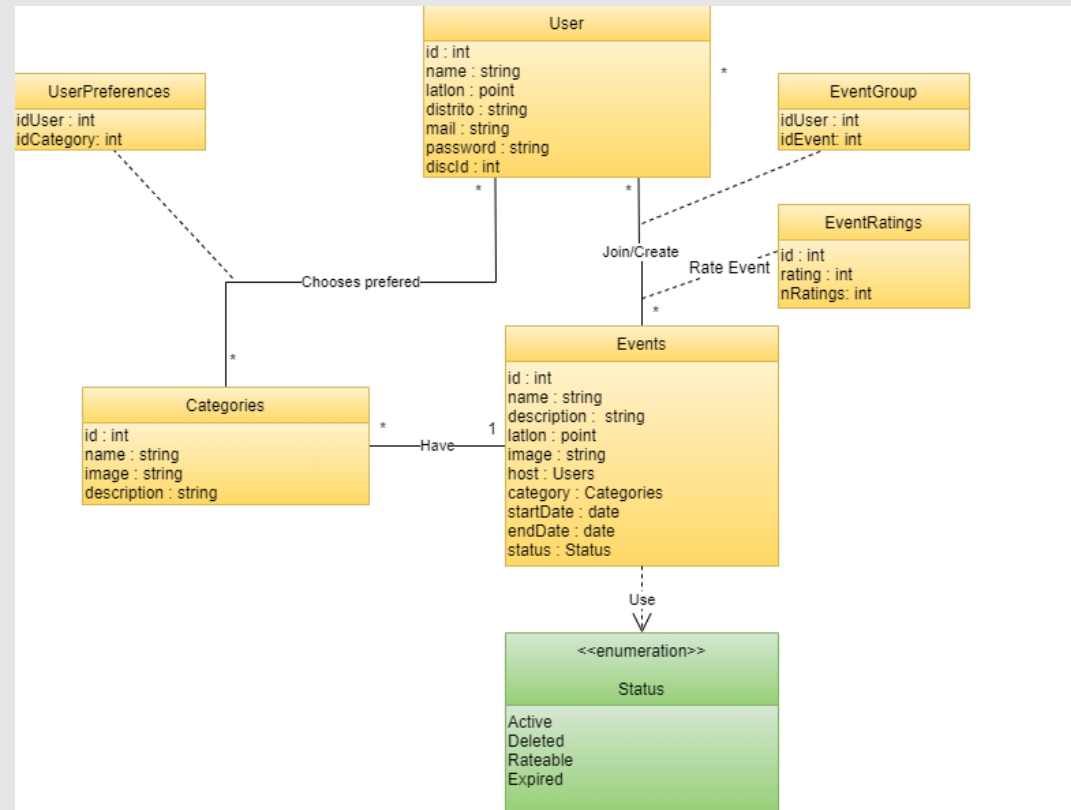 User
id : int
name : string
latlon : point
distrito : string
mail : string
password : string
discId : int
*
*
*
UserPreferences
idUser : int
idCategory: int
EventGroup
idUser : int
idEvent: int
EventRatings
id : int
rating : int
nRatings: int
Join/Create
Rate Event
Chooses prefered
*
*
Categories
id : int
name : string
image : string
description : string
*
Have
1
Events
id : int
name : string
description : string
latlon : point
image : string
host : Users
category : Categories
startDate : date
endDate : date
status : Status
Use
<<enumeration>>
Status
Active
Deleted
Rateable
Expired